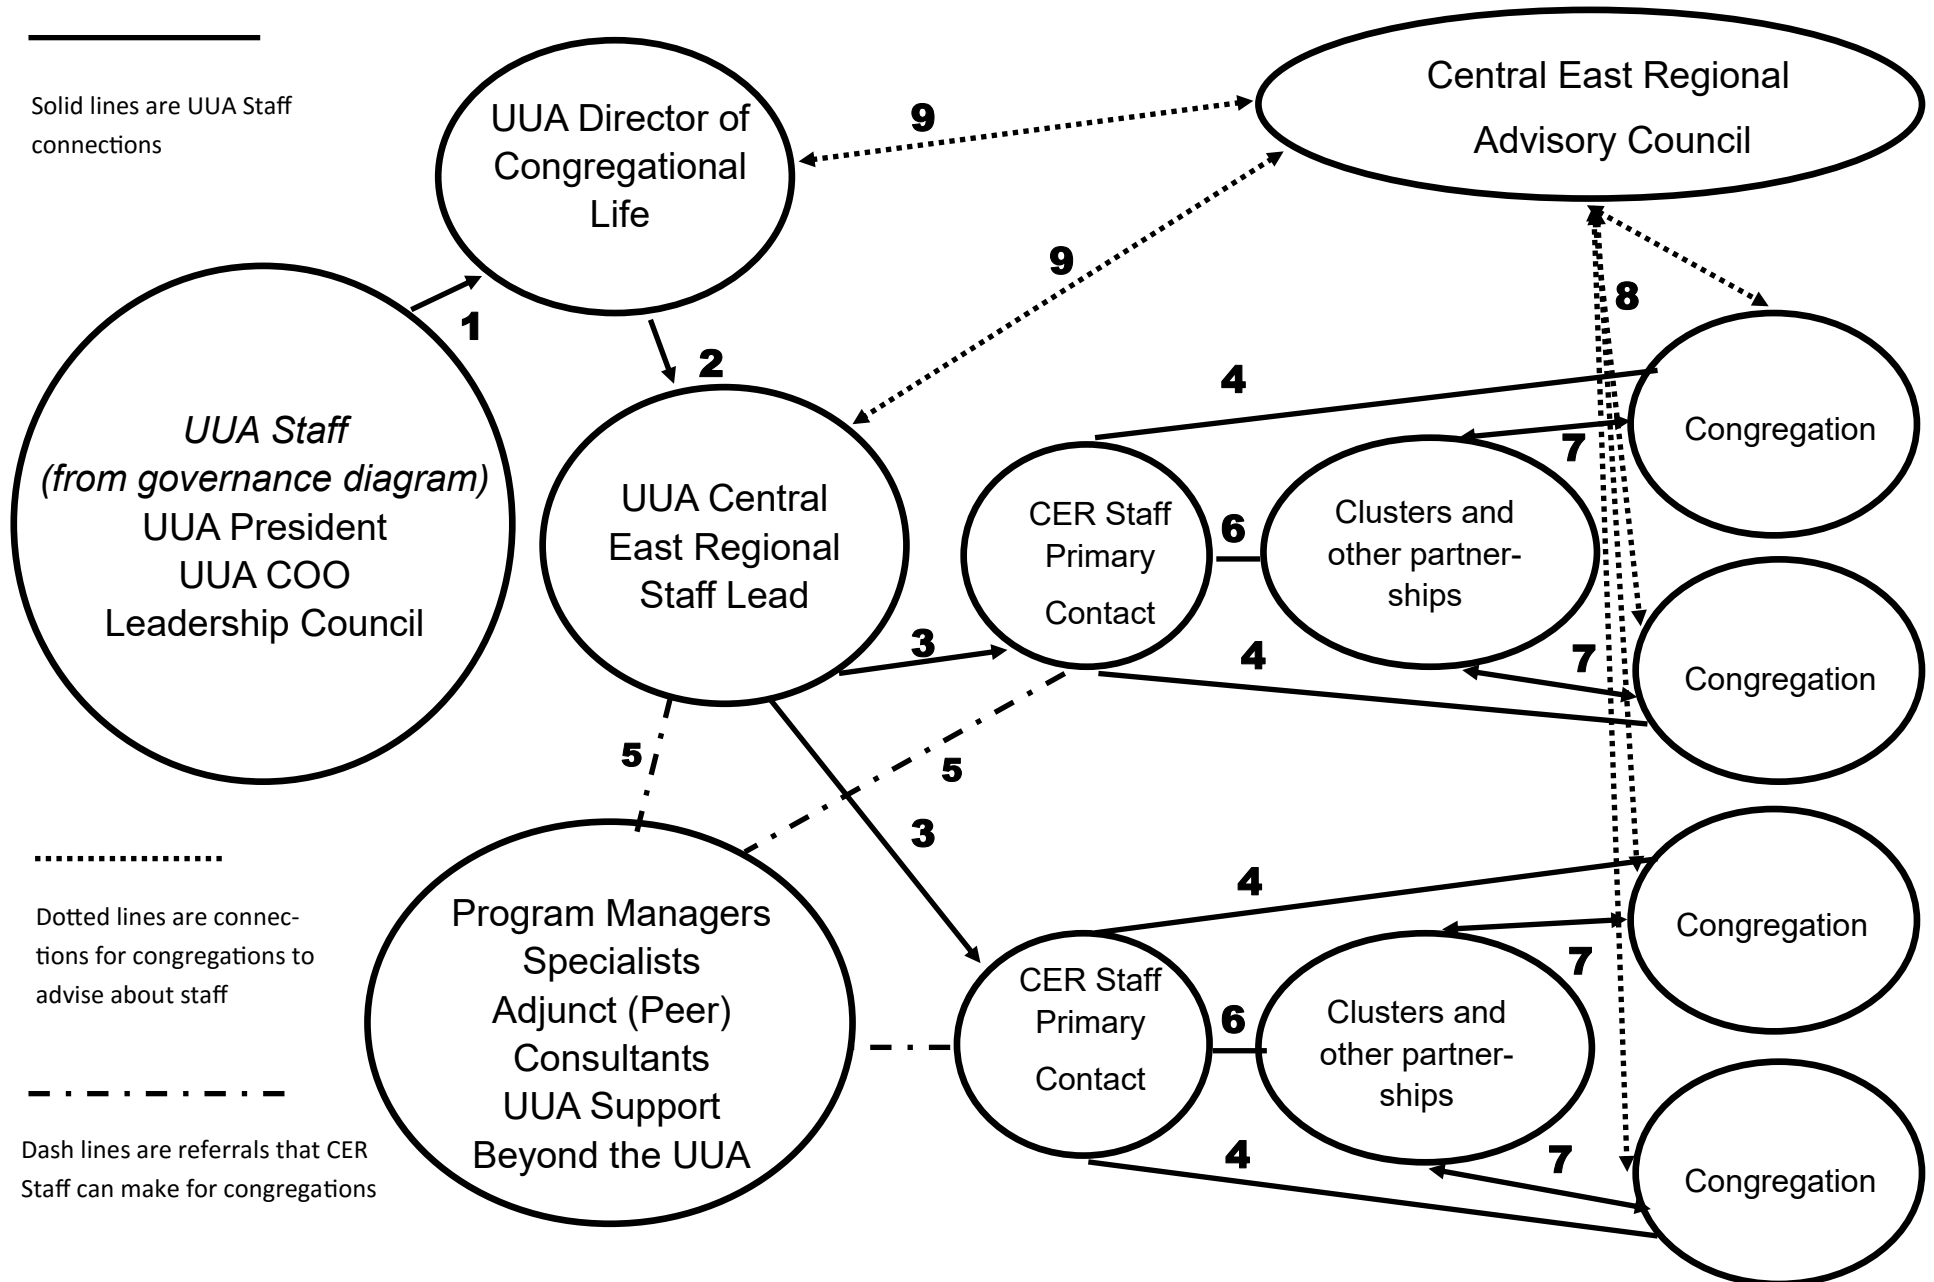 Solid lines are UUA Staff
connections
UUA Director of
Congregational
Life
9
Central East Regional
Advisory Council
9
8
1
2
UUA Staff
(from governance diagram)
UUA President
UUA COO
Leadership Council
UUA Central
East Regional
Staff Lead
4
CER Staff
Primary
Contact
6
Clusters and
other partner-
ships
7
Congregation
3
4
7
Congregation
5
5
3
Dotted lines are connec-
tions for congregations to
advise about staff
Dash lines are referrals that CER
Staff can make for congregations
Program Managers
Specialists
Adjunct (Peer)
Consultants
UUA Support
Beyond the UUA
4
CER Staff
Primary
Contact
6
Clusters and
other partner-
ships
7
Congregation
4
7
Congregation